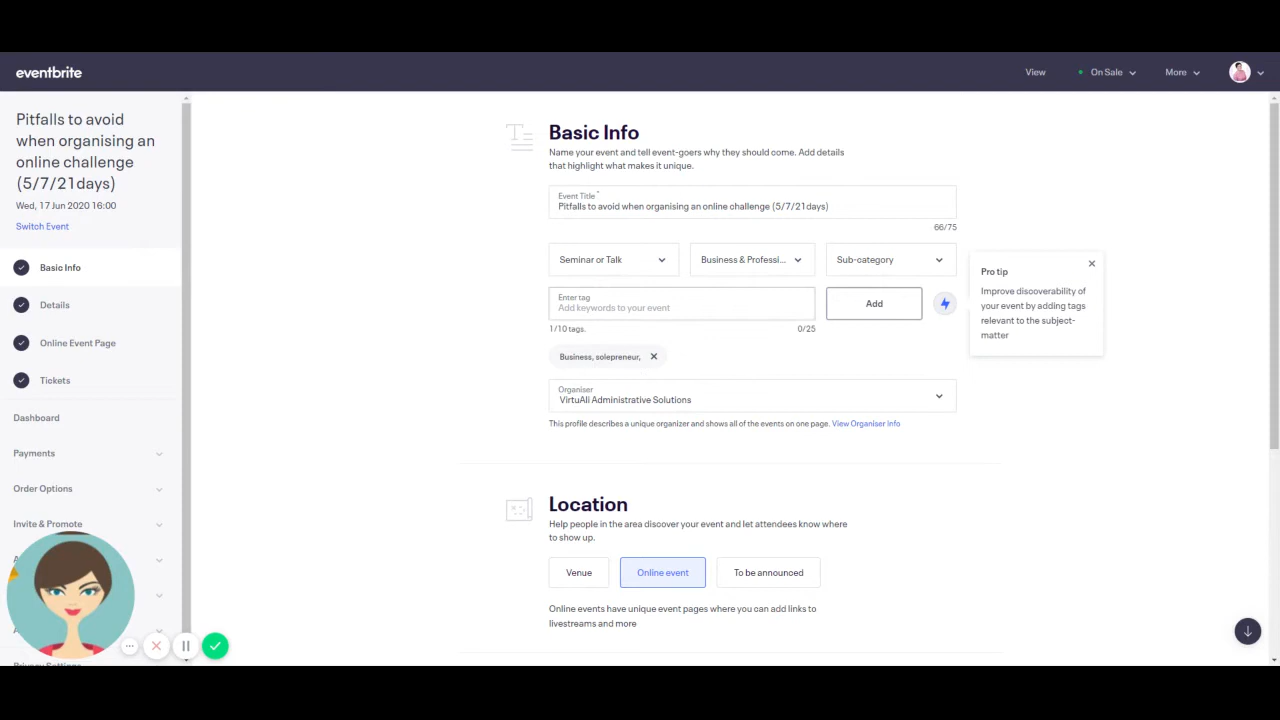 eventbrite
View
On Sale
More
Pitfalls to avoid
when organising an
online challenge
(5/7/21days)
Wed, 17 Jun 2020 16:00
Switch Event
Basic Info
Details
Online Event Page
Tickets
Dashboard
Payments
Order Options
Invite & Promote
Privacy Settings
Basic Info
Name your event and tell event-goers why they should come. Add details
that highlight what makes it unique.
Event Title *
Pitfalls to avoid when organising an online challenge (5/7/21days)
66/75
Seminar or Talk
Business & Professi...
Sub-category
Enter tag
Add keywords to your event
Add
1/10 tags.
0/25
Business, solepreneur,
Pro tip
Improve discoverability of
your event by adding tags
relevant to the subject-
matter
Organiser
VirtuAll Administrative Solutions
This profile describes a unique organizer and shows all of the events on one page. View Organiser Info
Location
Help people in the area discover your event and let attendees know where
to show up.
Venue
Online event
To be announced
Online events have unique event pages where you can add links to
livestreams and more